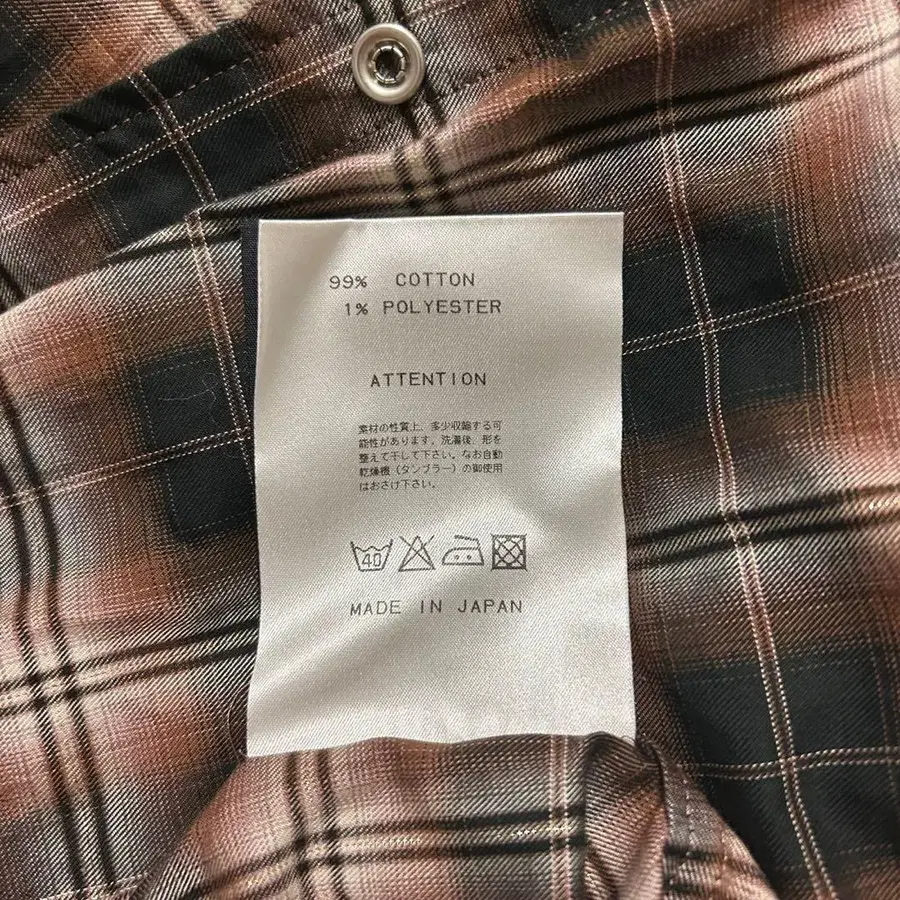 99% COTTON
1% POLYESTER
ATTENTION
素材の性質上、多少収縮する可
能性があります。洗濯後、形を
整えて干して下さい。なお自動
乾燥機(タンブラー)の御使用
はおさけ下さい。
40
MADE IN JAPAN